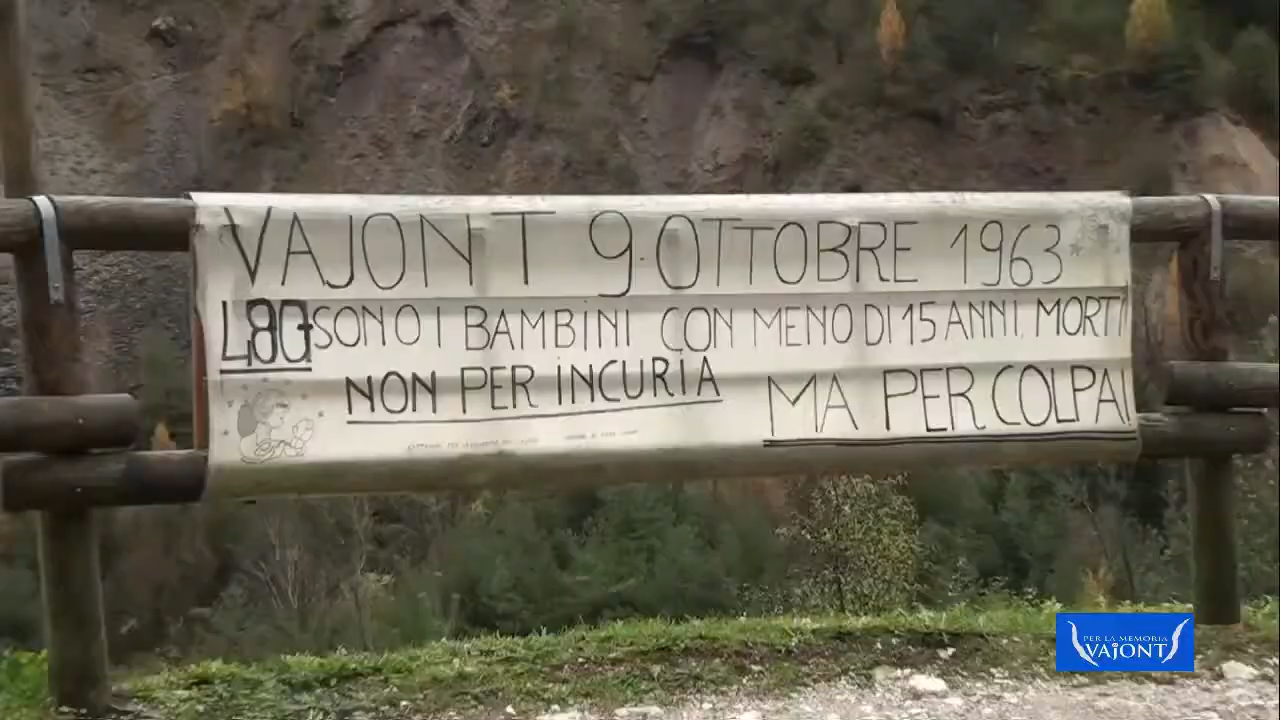 VAJONT 9·OTTOBRE 1963
SONO I BAMBINI CON MENO DI 15 ANNI, MORTI
NON PER INCURIA
MA PER COLPA!
PER LA MEMORIA
VAJONT